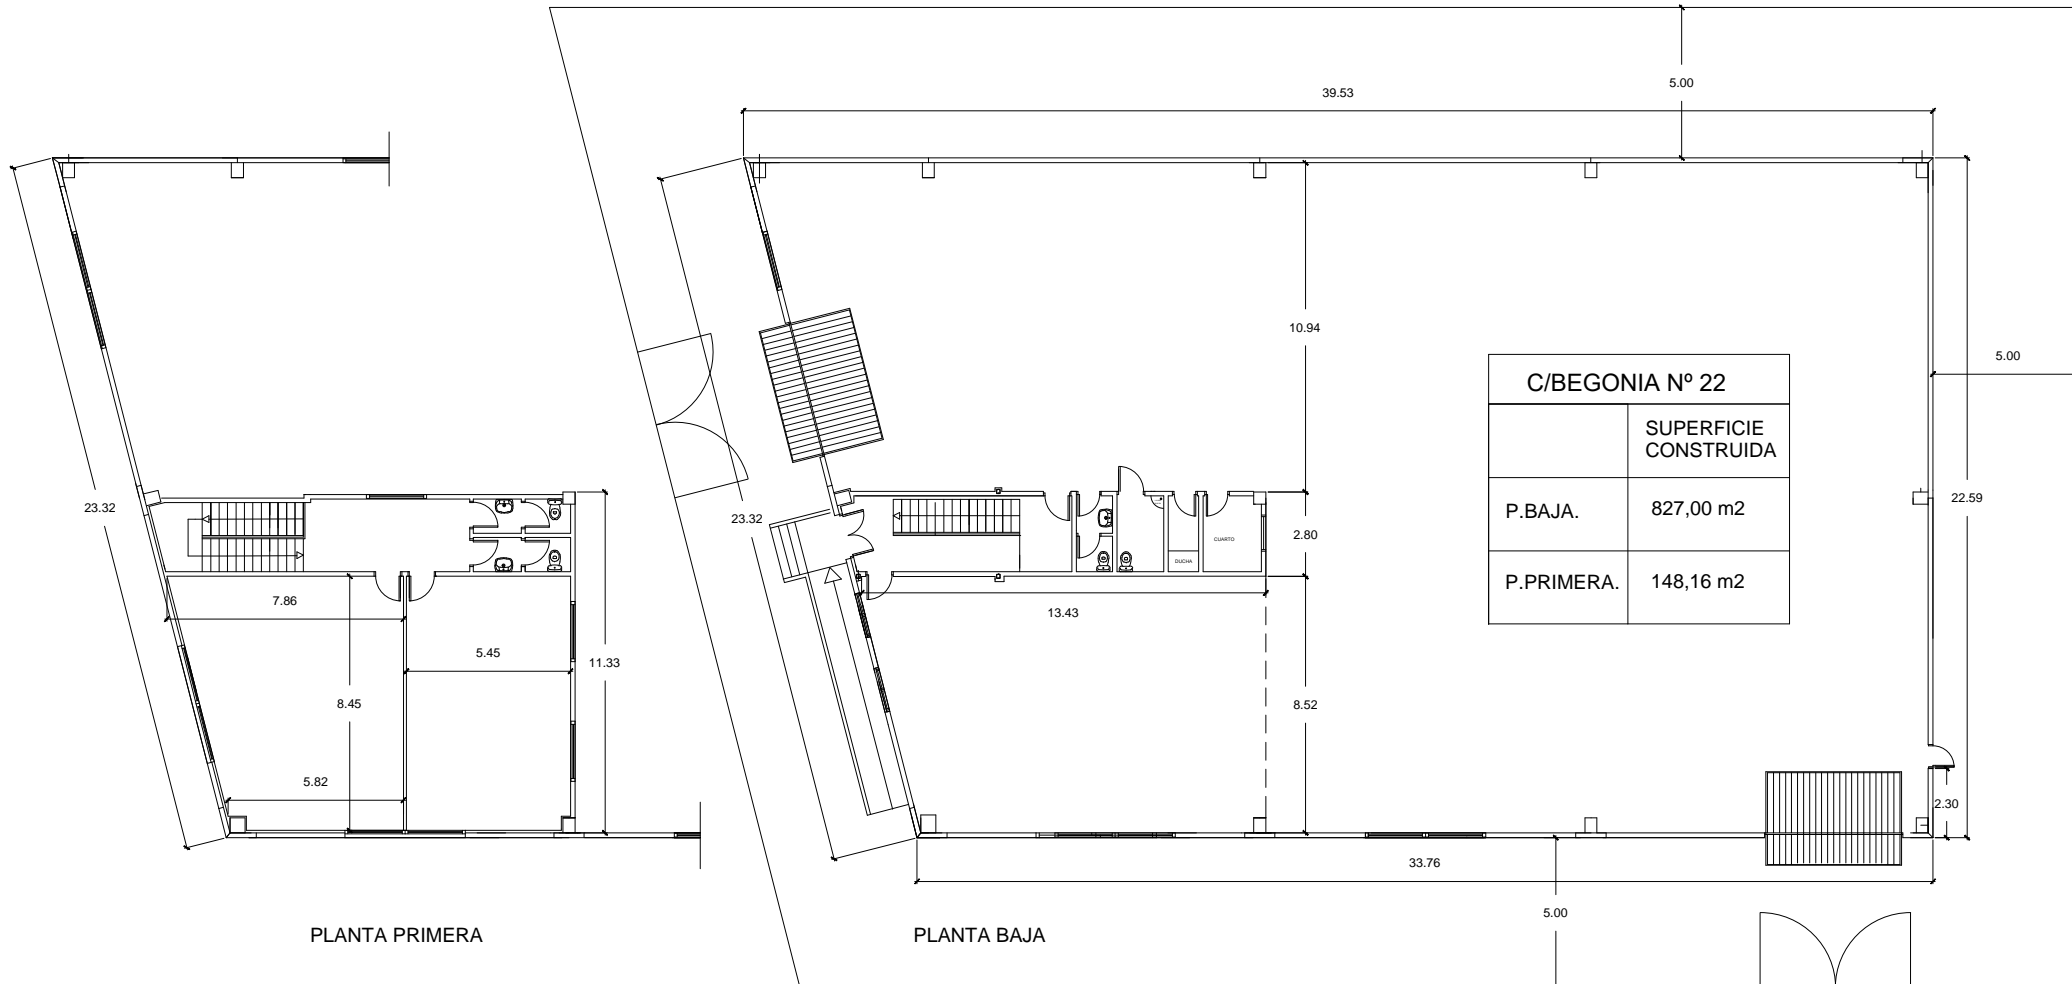 5.00
39.53
10.94
5.00
C/BEGONIA Nº 22
SUPERFICIE
CONSTRUIDA
P.BAJA.
827,00 m2
P.PRIMERA.
148,16 m2
23.32
23.32
22.59
2.80
CUARTO
DUCHA
7.86
13.43
5.45
11.33
8.45
8.52
5.82
2.30
33.76
5.00
PLANTA PRIMERA
PLANTA BAJA